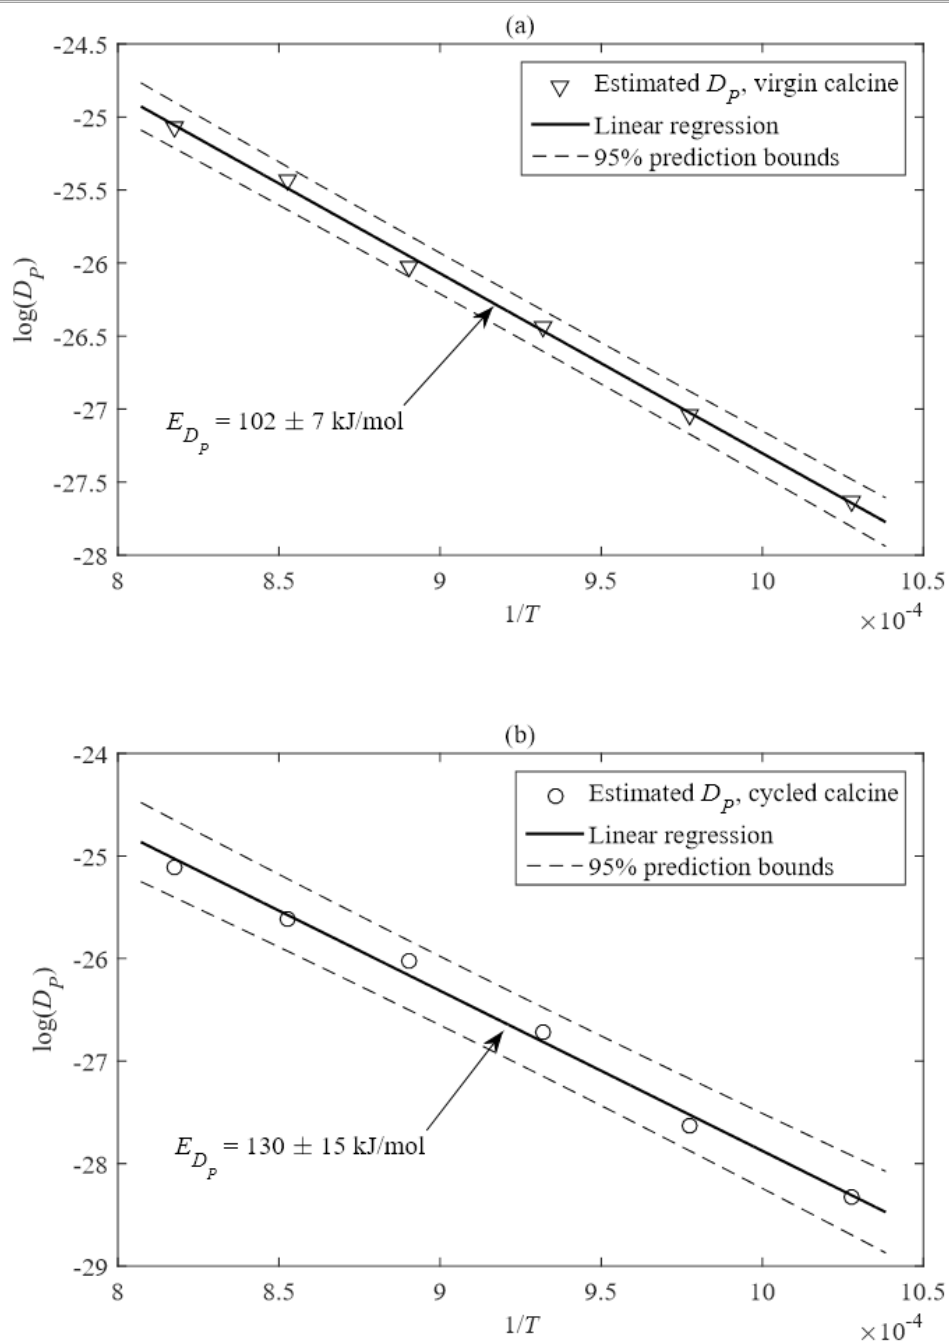 (a)
-24.5
-25
-25.5
-26
-26.5
-27
-27.5
-28
log(D_P)
Estimated D_P, virgin calcine
Linear regression
95% prediction bounds
E_{D_P} = 102 ± 7 kJ/mol
8 8.5 9 9.5 10 10.5
1/T
×10^{-4}
(b)
-24
-25
-26
-27
-28
-29
log(D_P)
Estimated D_P, cycled calcine
Linear regression
95% prediction bounds
E_{D_P} = 130 ± 15 kJ/mol
8 8.5 9 9.5 10 10.5
1/T
×10^{-4}